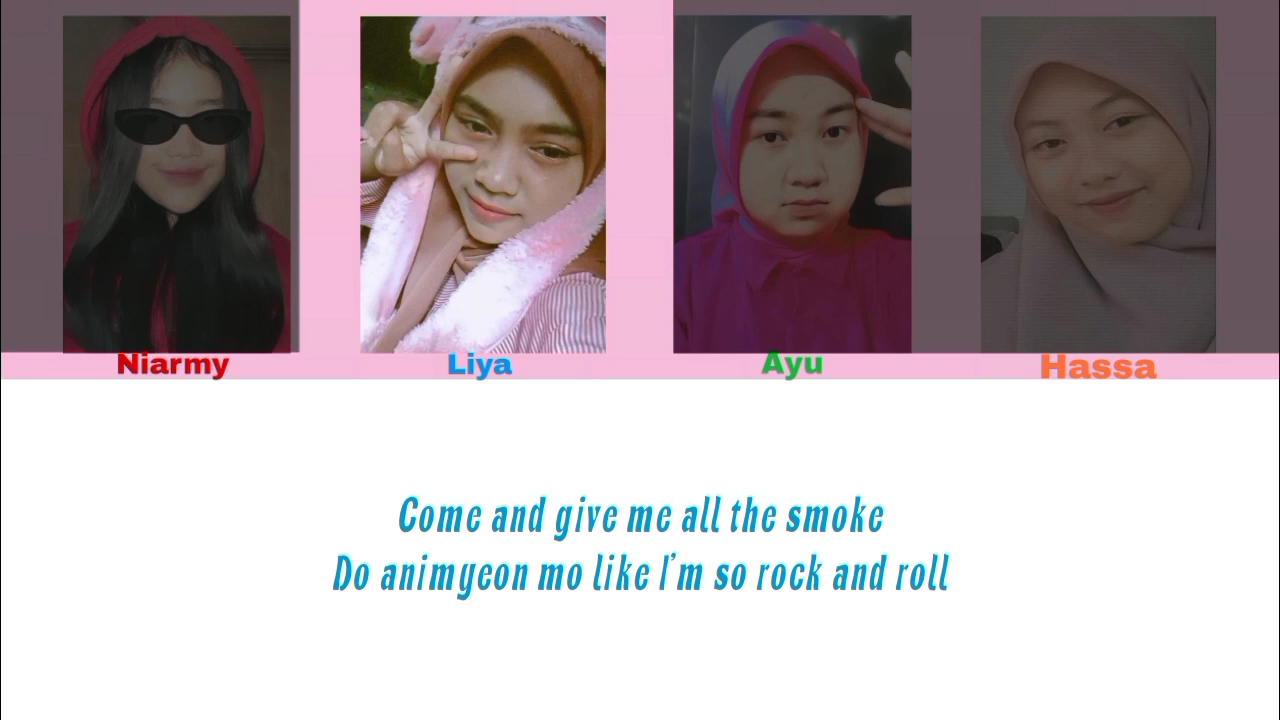 Niarmy
Liya
Ayu
Hassa
Come and give me all the smoke
Do animyeon mo like I'm so rock and roll